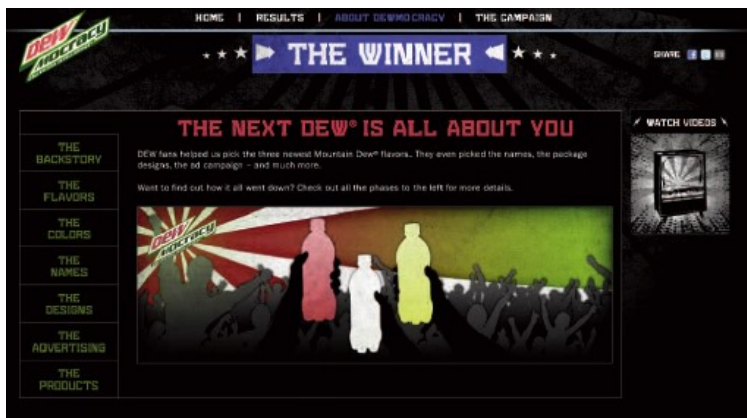 DEW
MOCRACY
HOME | RESULTS | ABOUT DEWMOCRACY | THE CAMPAIGN
THE WINNER
SHARE
THE NEXT DEW® IS ALL ABOUT YOU
WATCH VIDEOS
THE
BACKSTORY
THE
FLAVORS
THE
COLORS
THE
NAMES
THE
DESIGNS
THE
ADVERTISING
THE
PRODUCTS
DEW fans helped us pick the three newest Mountain Dew® flavors. They even picked the names, the package
designs, the ad campaign – and much more.
Want to find out how it all went down? Check out all the phases to the left for more details.
DEW
MOCRACY